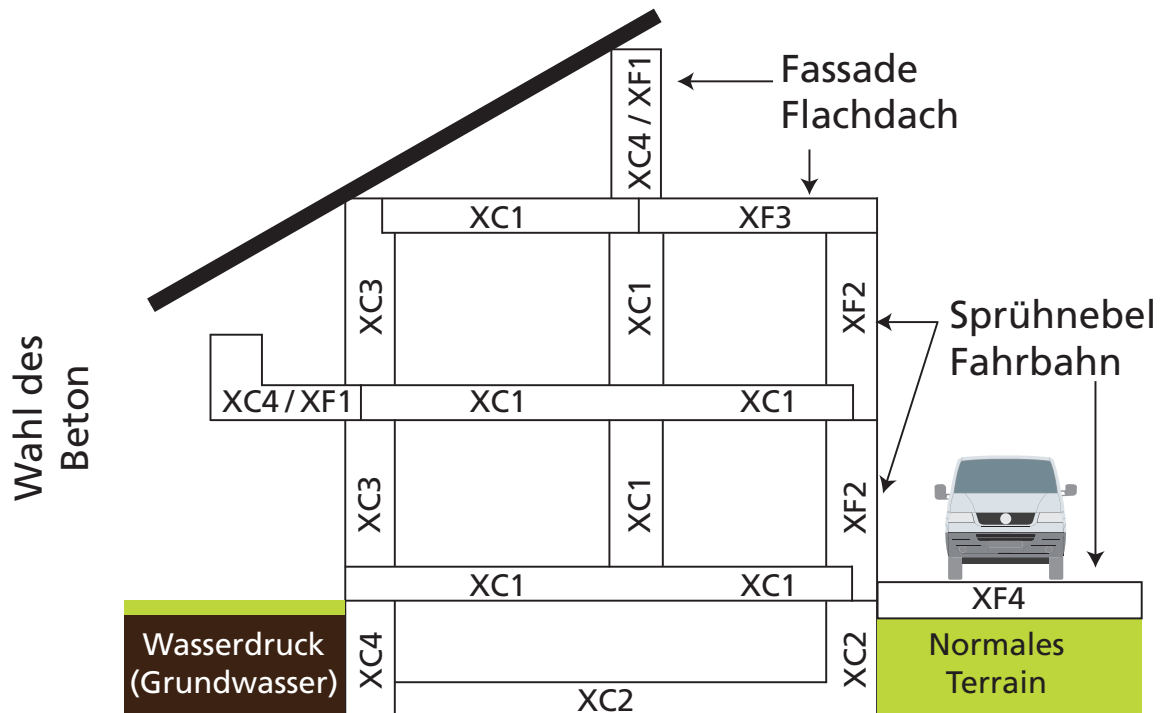 XC4 / XF1
Fassade
Flachdach
XC1
XF3
XC3
XC1
XF2
Sprühnebel
Fahrbahn
Wahl des
Beton
XC4 / XF1
XC1
XC1
XC3
XC1
XF2
XC1
XC1
XF4
Wasserdruck
(Grundwasser)
XC4
XC2
Normales
Terrain
XC2